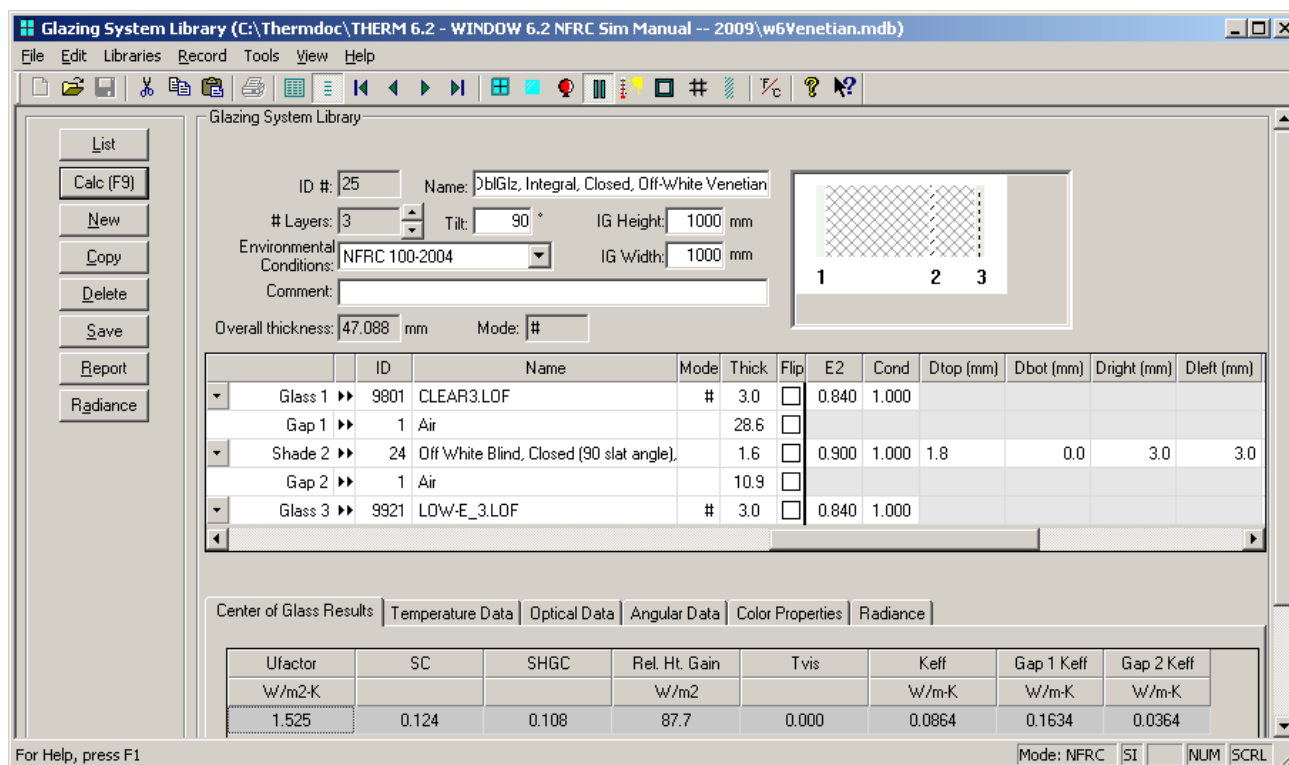 Glazing System Library (C:\Thermdoc\THERM 6.2 - WINDOW 6.2 NFRC Sim Manual -- 2009\w6Venetian.mdb)
File Edit Libraries Record Tools View Help
Glazing System Library
List
Calc (F9)
New
Copy
Delete
Save
Report
Radiance
ID #: 25 Name: DblGlz, Integral, Closed, Off-White Venetian
# Layers: 3 Tilt: 90 ° IG Height: 1000 mm
Environmental Conditions: NFRC 100-2004 IG Width: 1000 mm
Comment:
Overall thickness: 47.088 mm Mode: #
1 2 3
ID Name Mode Thick Flip E2 Cond Dtop (mm) Dbot (mm) Dright (mm) Dleft (mm)
Glass 1 9801 CLEAR3.LOF # 3.0 0.840 1.000
Gap 1 1 Air 28.6
Shade 2 24 Off White Blind, Closed (90 slat angle), 1.6 0.900 1.000 1.8 0.0 3.0 3.0
Gap 2 1 Air 10.9
Glass 3 9921 LOW-E_3.LOF # 3.0 0.840 1.000
Center of Glass Results Temperature Data Optical Data Angular Data Color Properties Radiance
Ufactor SC SHGC Rel. Ht. Gain Tvis Keff Gap 1 Keff Gap 2 Keff
W/m2-K W/m2 W/m-K W/m-K W/m-K
1.525 0.124 0.108 87.7 0.000 0.0864 0.1634 0.0364
For Help, press F1 Mode: NFRC SI NUM SCRL